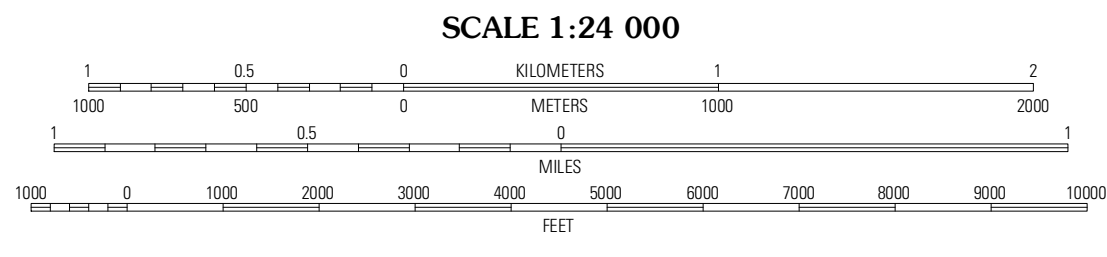 SCALE 1:24 000
1 0.5 0 KILOMETERS 1 2
1000 500 0 METERS 1000 2000
1 0.5 0 1
MILES
1000 0 1000 2000 3000 4000 5000 6000 7000 8000 9000 10000
FEET